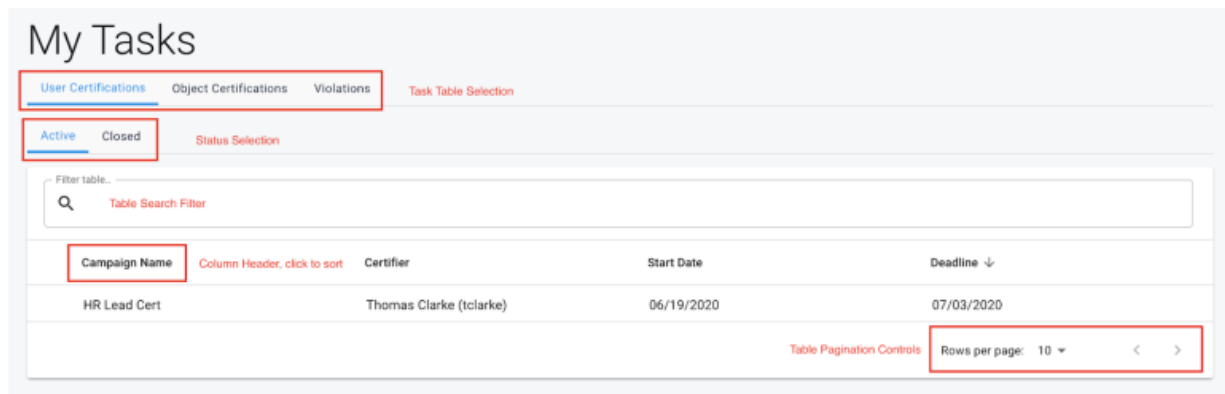 My Tasks
User Certifications Object Certifications Violations Task Table Selection
Active Closed Status Selection
Filter table..
Table Search Filter
Campaign Name Column Header, click to sort Certifier Start Date Deadline ↓
HR Lead Cert Thomas Clarke (tclarke) 06/19/2020 07/03/2020
Table Pagination Controls Rows per page: 10